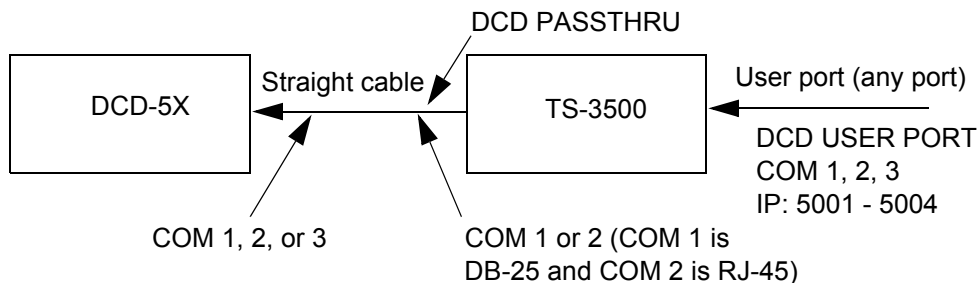 DCD PASSTHRU
Straight cable
User port (any port)
DCD-5X
TS-3500
DCD USER PORT
COM 1, 2, 3
IP: 5001 - 5004
COM 1, 2, or 3
COM 1 or 2 (COM 1 is
DB-25 and COM 2 is RJ-45)